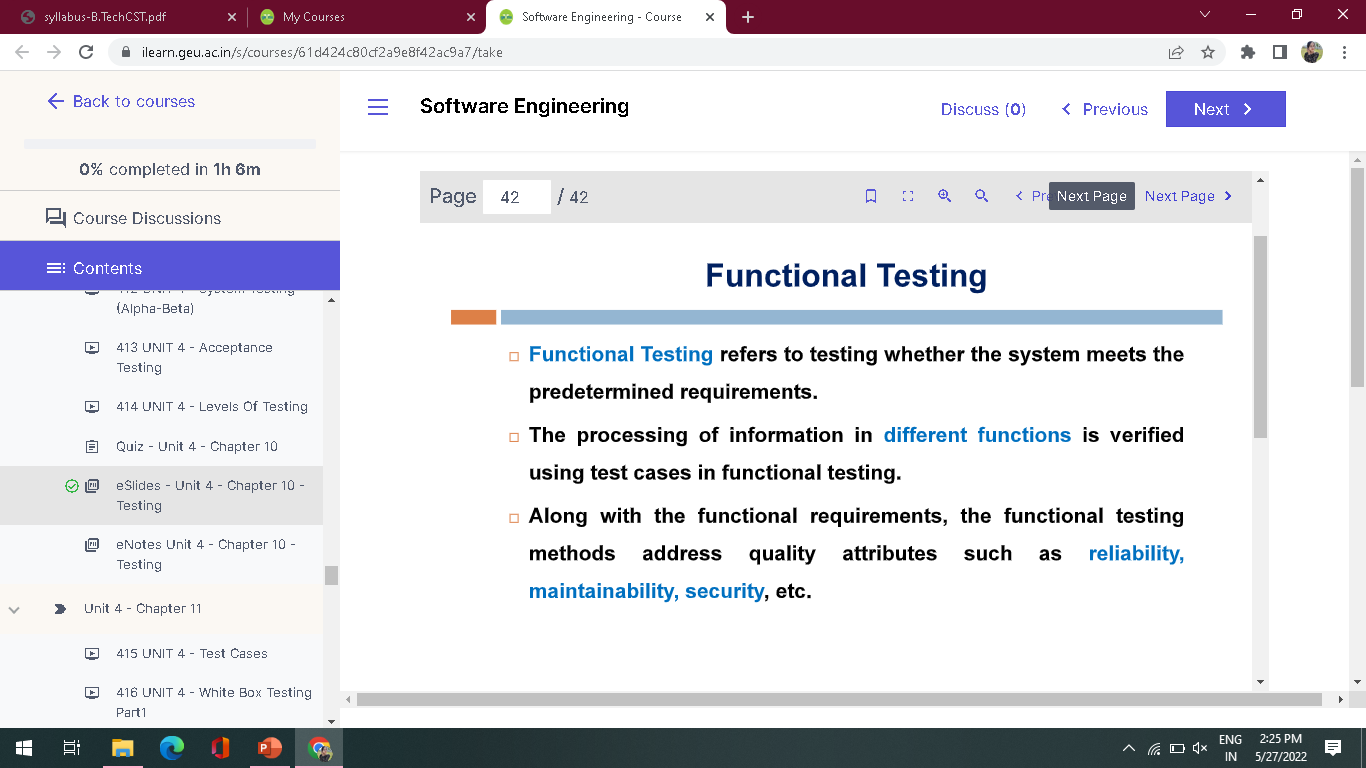 syllabus-B.TechCST.pdf
My Courses
Software Engineering - Course
ilearn.geu.ac.in/s/courses/61d424c80cf2a9e8f42ac9a7/take
Back to courses
0% completed in 1h 6m
Course Discussions
Contents
(Alpha-Beta)
413 UNIT 4 - Acceptance
Testing
414 UNIT 4 - Levels Of Testing
Quiz - Unit 4 - Chapter 10
eSlides - Unit 4 - Chapter 10 -
Testing
eNotes Unit 4 - Chapter 10 -
Testing
Unit 4 - Chapter 11
415 UNIT 4 - Test Cases
416 UNIT 4 - White Box Testing
Part1
Software Engineering
Discuss (0)
Previous
Next
Page 42 / 42
Pre
Next Page
Next Page
Functional Testing
Functional Testing refers to testing whether the system meets the
predetermined requirements.
The processing of information in different functions is verified
using test cases in functional testing.
Along with the functional requirements, the functional testing
methods address quality attributes such as reliability,
maintainability, security, etc.
ENG
IN
2:25 PM
5/27/2022